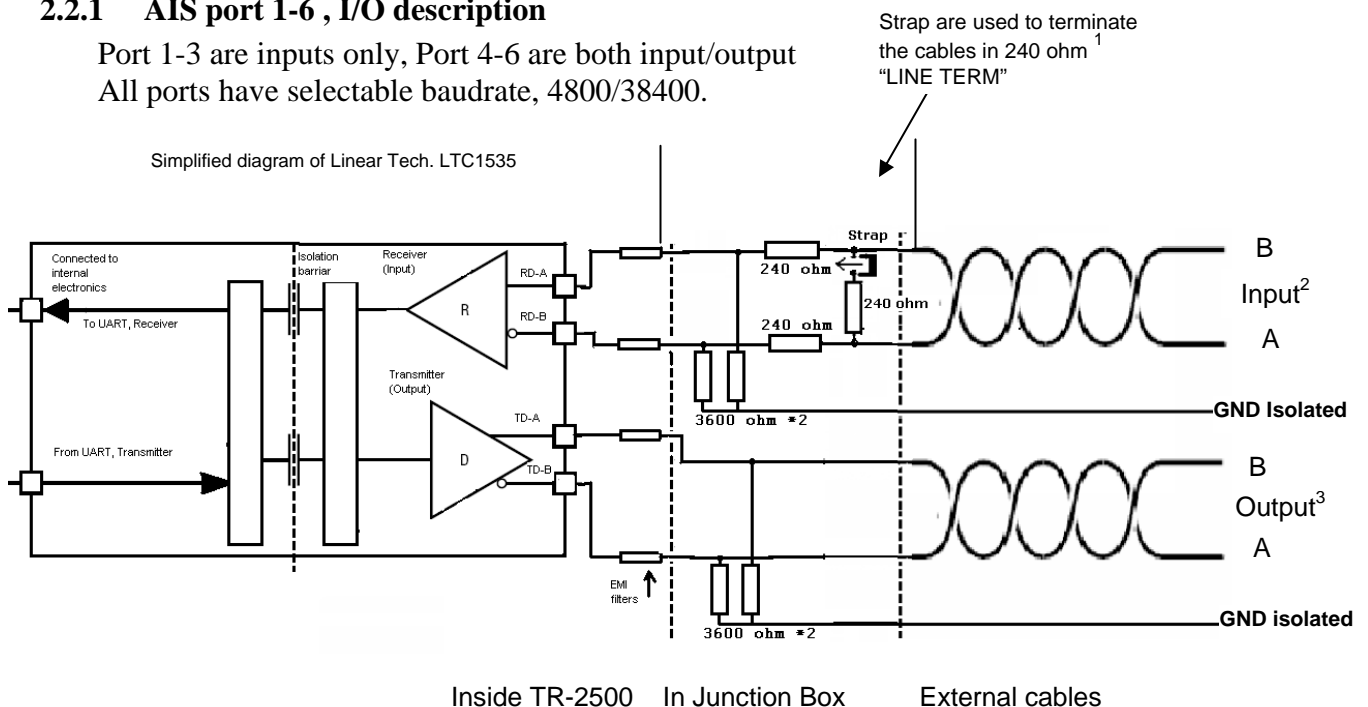 2.2.1 AIS port 1-6 , I/O description
Port 1-3 are inputs only, Port 4-6 are both input/output
All ports have selectable baudrate, 4800/38400.
Strap are used to terminate
the cables in 240 ohm 1
“LINE TERM”
Simplified diagram of Linear Tech. LTC1535
Connected to
internal
electronics
Isolation
barriar
Receiver
(Input)
RD-A
RD-B
R
To UART, Receiver
Strap
240 ohm
240 ohm
240 ohm
B
Input2
A
GND Isolated
3600 ohm *2
Transmitter
(Output)
TD-A
TD-B
D
From UART, Transmitter
B
Output3
A
EMI
filters
3600 ohm *2
GND isolated
Inside TR-2500 In Junction Box External cables